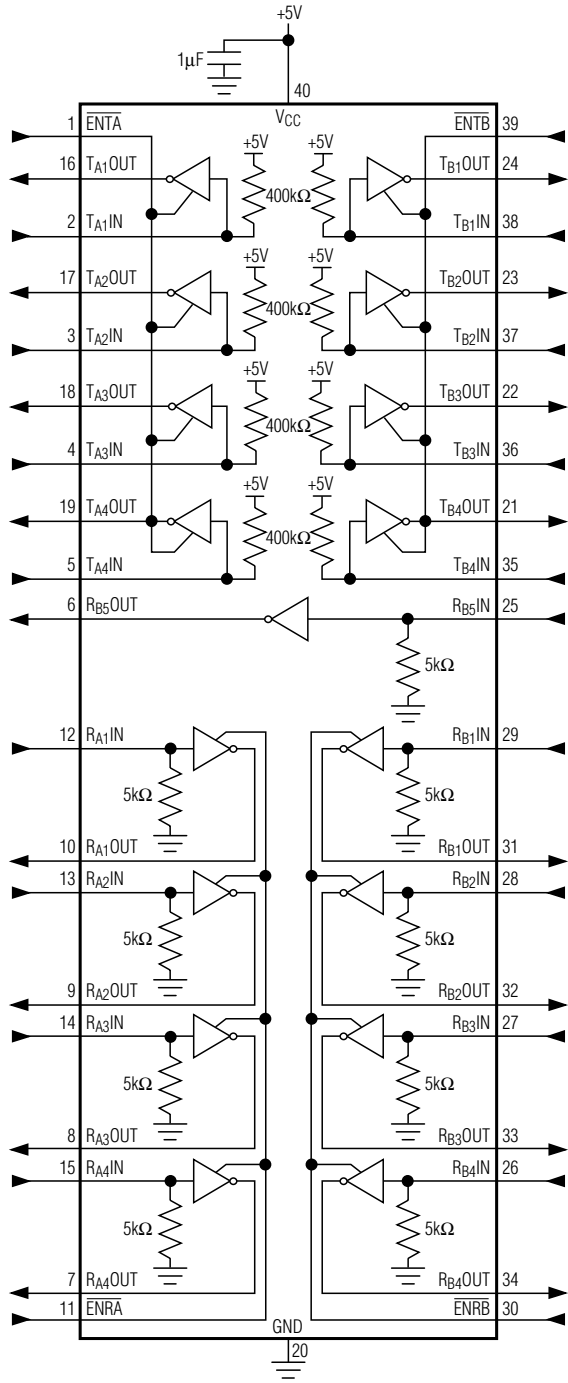 +5V
1μF
40
VCC
1 ENTA
ENTB 39
16 TA1OUT
+5V
+5V
TB1OUT 24
400kΩ
2 TA1IN
TB1IN 38
17 TA2OUT
+5V
+5V
TB2OUT 23
400kΩ
3 TA2IN
TB2IN 37
18 TA3OUT
+5V
+5V
TB3OUT 22
400kΩ
4 TA3IN
TB3IN 36
19 TA4OUT
+5V
+5V
TB4OUT 21
400kΩ
5 TA4IN
TB4IN 35
6 RB5OUT
RB5IN 25
5kΩ
12 RA1IN
RB1IN 29
5kΩ
5kΩ
10 RA1OUT
RB1OUT 31
13 RA2IN
RB2IN 28
5kΩ
5kΩ
9 RA2OUT
RB2OUT 32
14 RA3IN
RB3IN 27
5kΩ
5kΩ
8 RA3OUT
RB3OUT 33
15 RA4IN
RB4IN 26
5kΩ
5kΩ
7 RA4OUT
RB4OUT 34
11 ENRA
ENRB 30
GND
20